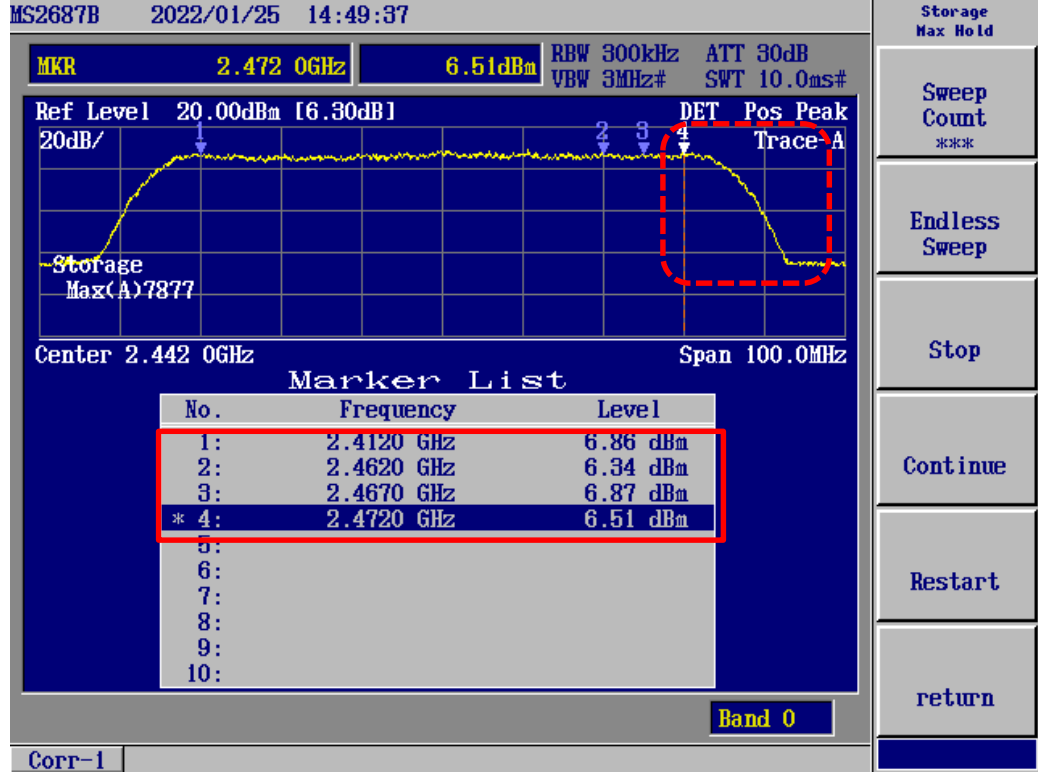 MS2687B 2022/01/25 14:49:37
MKR 2.472 0GHz 6.51dBm
RBW 300kHz ATT 30dB
VBW 3MHz# SWT 10.0ms#
Ref Level 20.00dBm [6.30dB] DET Pos Peak
20dB/ 1 2 3 4 Trace-A
Storage
Max(A)7877
Center 2.442 0GHz Span 100.0MHz
Marker List
No. Frequency Level
1: 2.4120 GHz 6.86 dBm
2: 2.4620 GHz 6.34 dBm
3: 2.4670 GHz 6.87 dBm
* 4: 2.4720 GHz 6.51 dBm
5:
6:
7:
8:
9:
10:
Band 0
Corr-1
Storage
Max Hold
Sweep
Count
***
Endless
Sweep
Stop
Continue
Restart
return